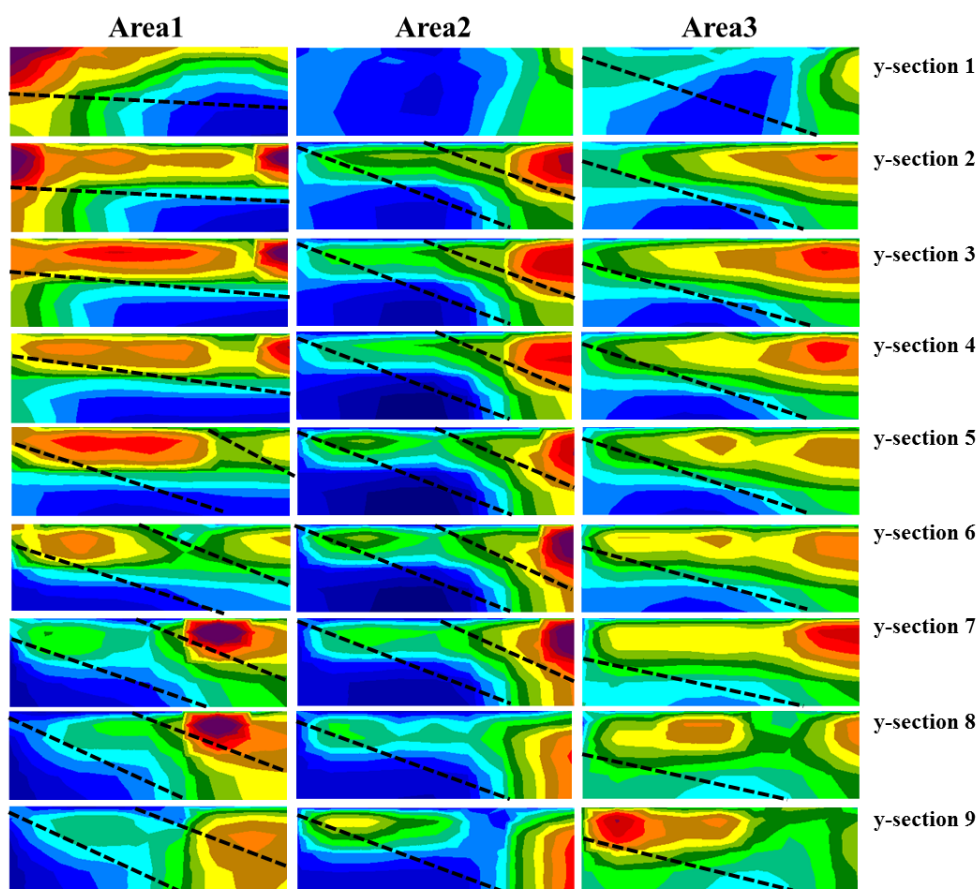 Area1 Area2 Area3
y-section 1
y-section 2
y-section 3
y-section 4
y-section 5
y-section 6
y-section 7
y-section 8
y-section 9